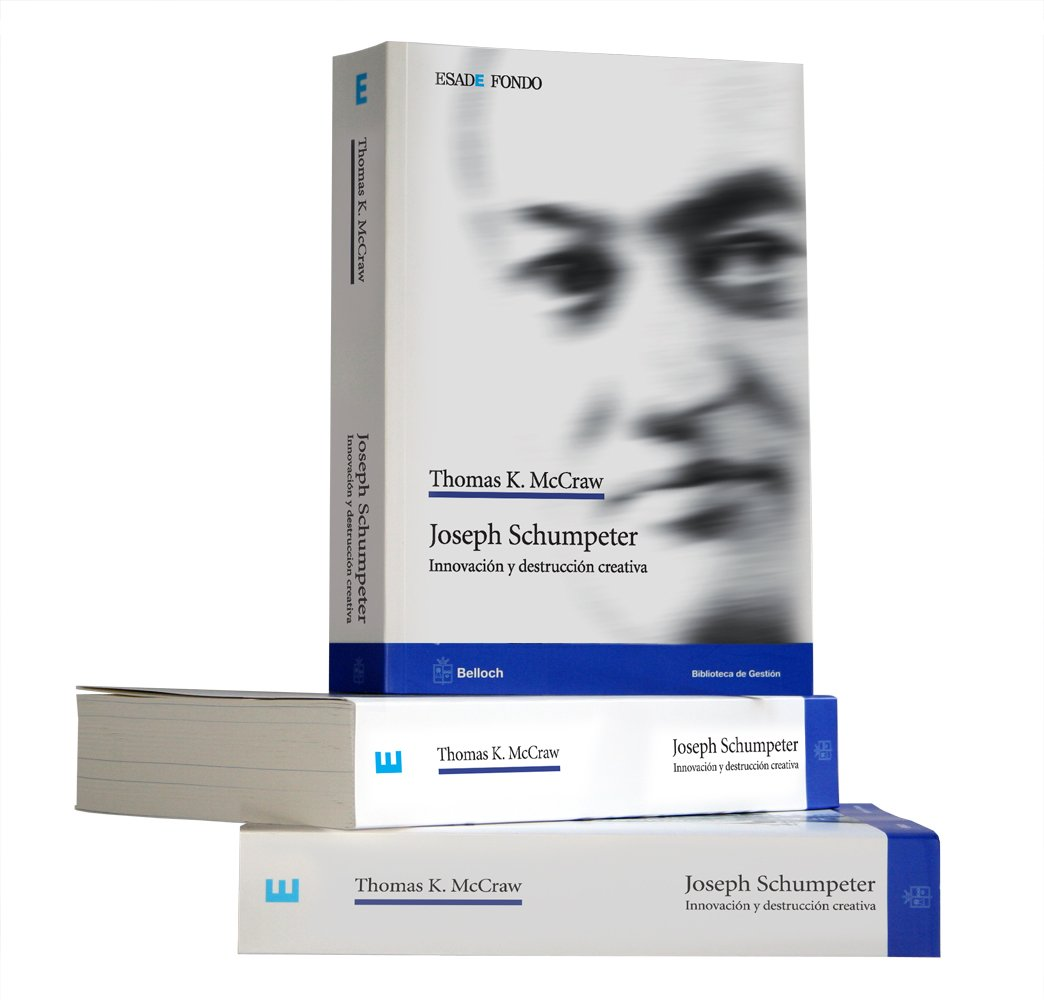 E
Thomas K. McCraw
Joseph Schumpeter
Innovación y destrucción creativa
ESADE FONDO
Thomas K. McCraw
Joseph Schumpeter
Innovación y destrucción creativa
Belloch
Biblioteca de Gestión
E
Thomas K. McCraw
Joseph Schumpeter
Innovación y destrucción creativa
E
Thomas K. McCraw
Joseph Schumpeter
Innovación y destrucción creativa